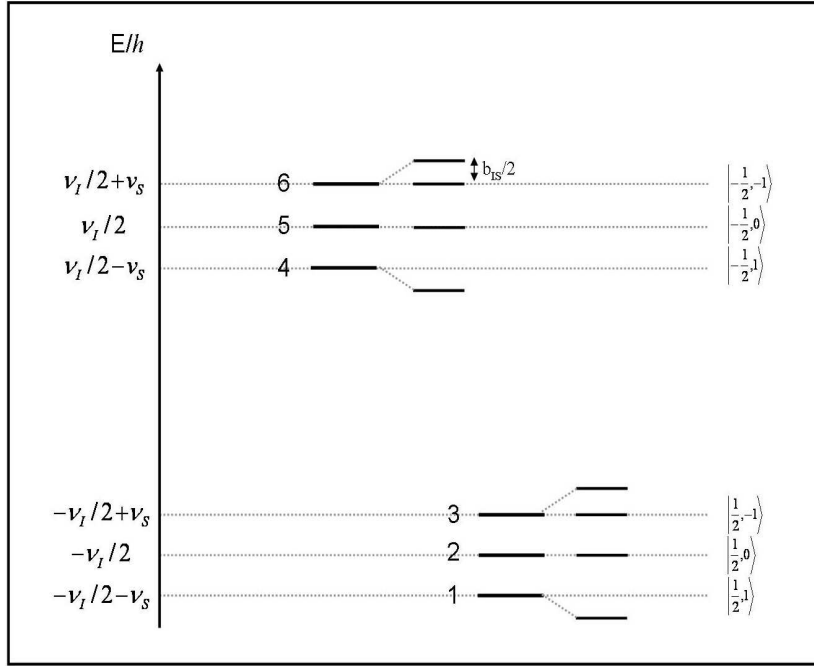 E/h
ν_I/2+ν_S 6 b_IS/2 |-1/2,-1⟩
ν_I/2 5 |-1/2,0⟩
ν_I/2-ν_S 4 |-1/2,1⟩
-ν_I/2+ν_S 3 |1/2,-1⟩
-ν_I/2 2 |1/2,0⟩
-ν_I/2-ν_S 1 |1/2,1⟩